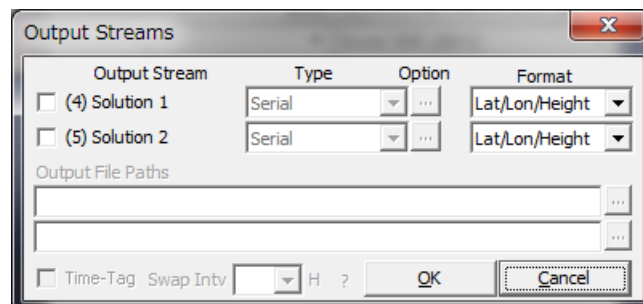 Output Streams
Output Stream Type Option Format
(4) Solution 1 Serial ... Lat/Lon/Height
(5) Solution 2 Serial ... Lat/Lon/Height
Output File Paths
...
...
Time-Tag Swap Intv H ? OK Cancel